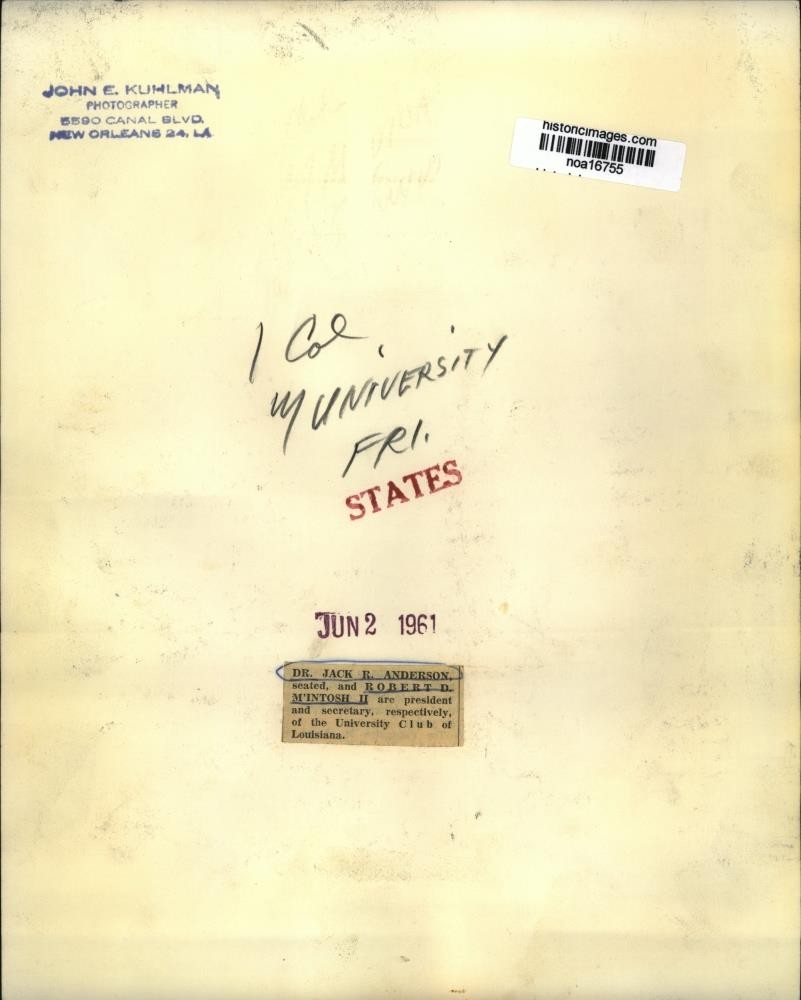 JOHN E. KUHLMAN
PHOTOGRAPHER
5590 CANAL BLVD.
NEW ORLEANS 24, LA
historicimages.com
noa16755
1 Col.
UNIVERSITY
FRI.
STATES
JUN 2 1961
DR. JACK R. ANDERSON,
seated, and ROBERT D.
M'INTOSH II are president
and secretary, respectively,
of the University Club of
Louisiana.